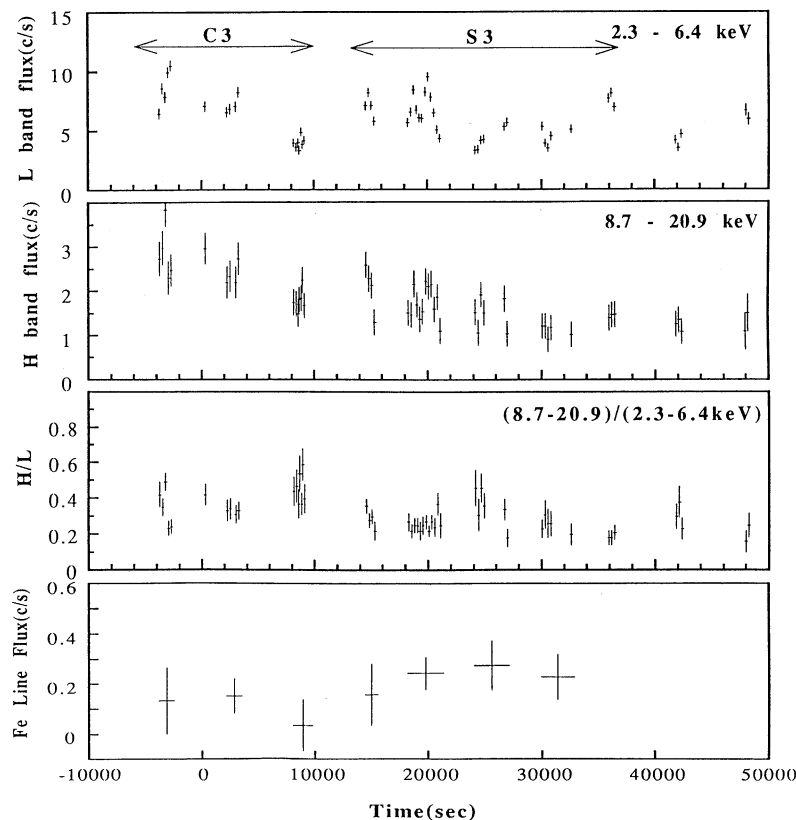 15
10
5
0
L band flux(c/s)
C3
S3
2.3 - 6.4 keV
3
2
1
0
H band flux(c/s)
8.7 - 20.9 keV
0.8
0.6
0.4
0.2
0
H/L
(8.7-20.9)/(2.3-6.4keV)
0.6
0.4
0.2
0
Fe Line Flux(c/s)
-10000 0 10000 20000 30000 40000 50000
Time(sec)